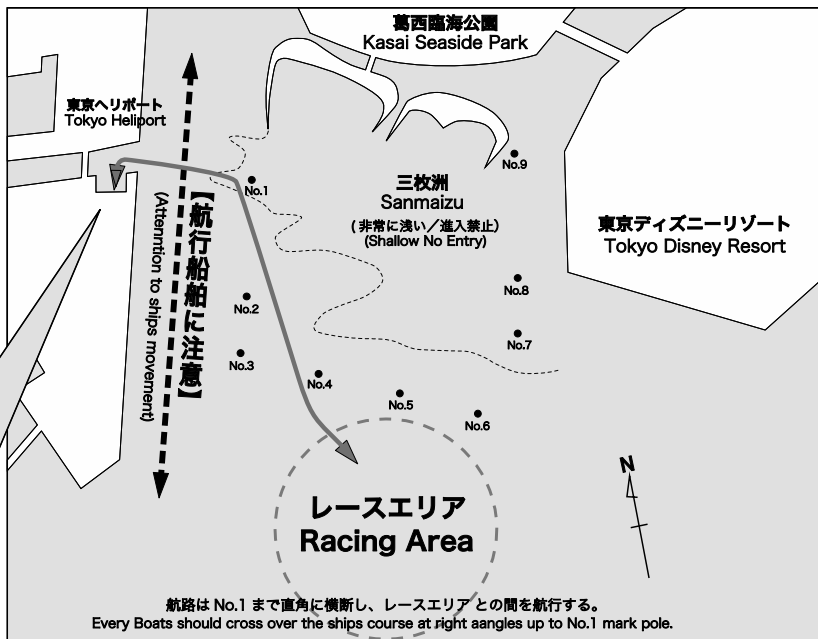 葛西臨海公園
Kasai Seaside Park
東京ヘリポート
Tokyo Heliport
No.9
No.1
三枚洲
Sanmaizu
(非常に浅い／進入禁止)
(Shallow No Entry)
東京ディズニーリゾート
Tokyo Disney Resort
【航行船舶に注意】
(Attenntion to ships movement)
No.8
No.2
No.7
No.3
No.4
No.5
No.6
N
レースエリア
Racing Area
航路は No.1 まで直角に横断し、レースエリア との間を航行する。
Every Boats should cross over the ships course at right aangles up to No.1 mark pole.